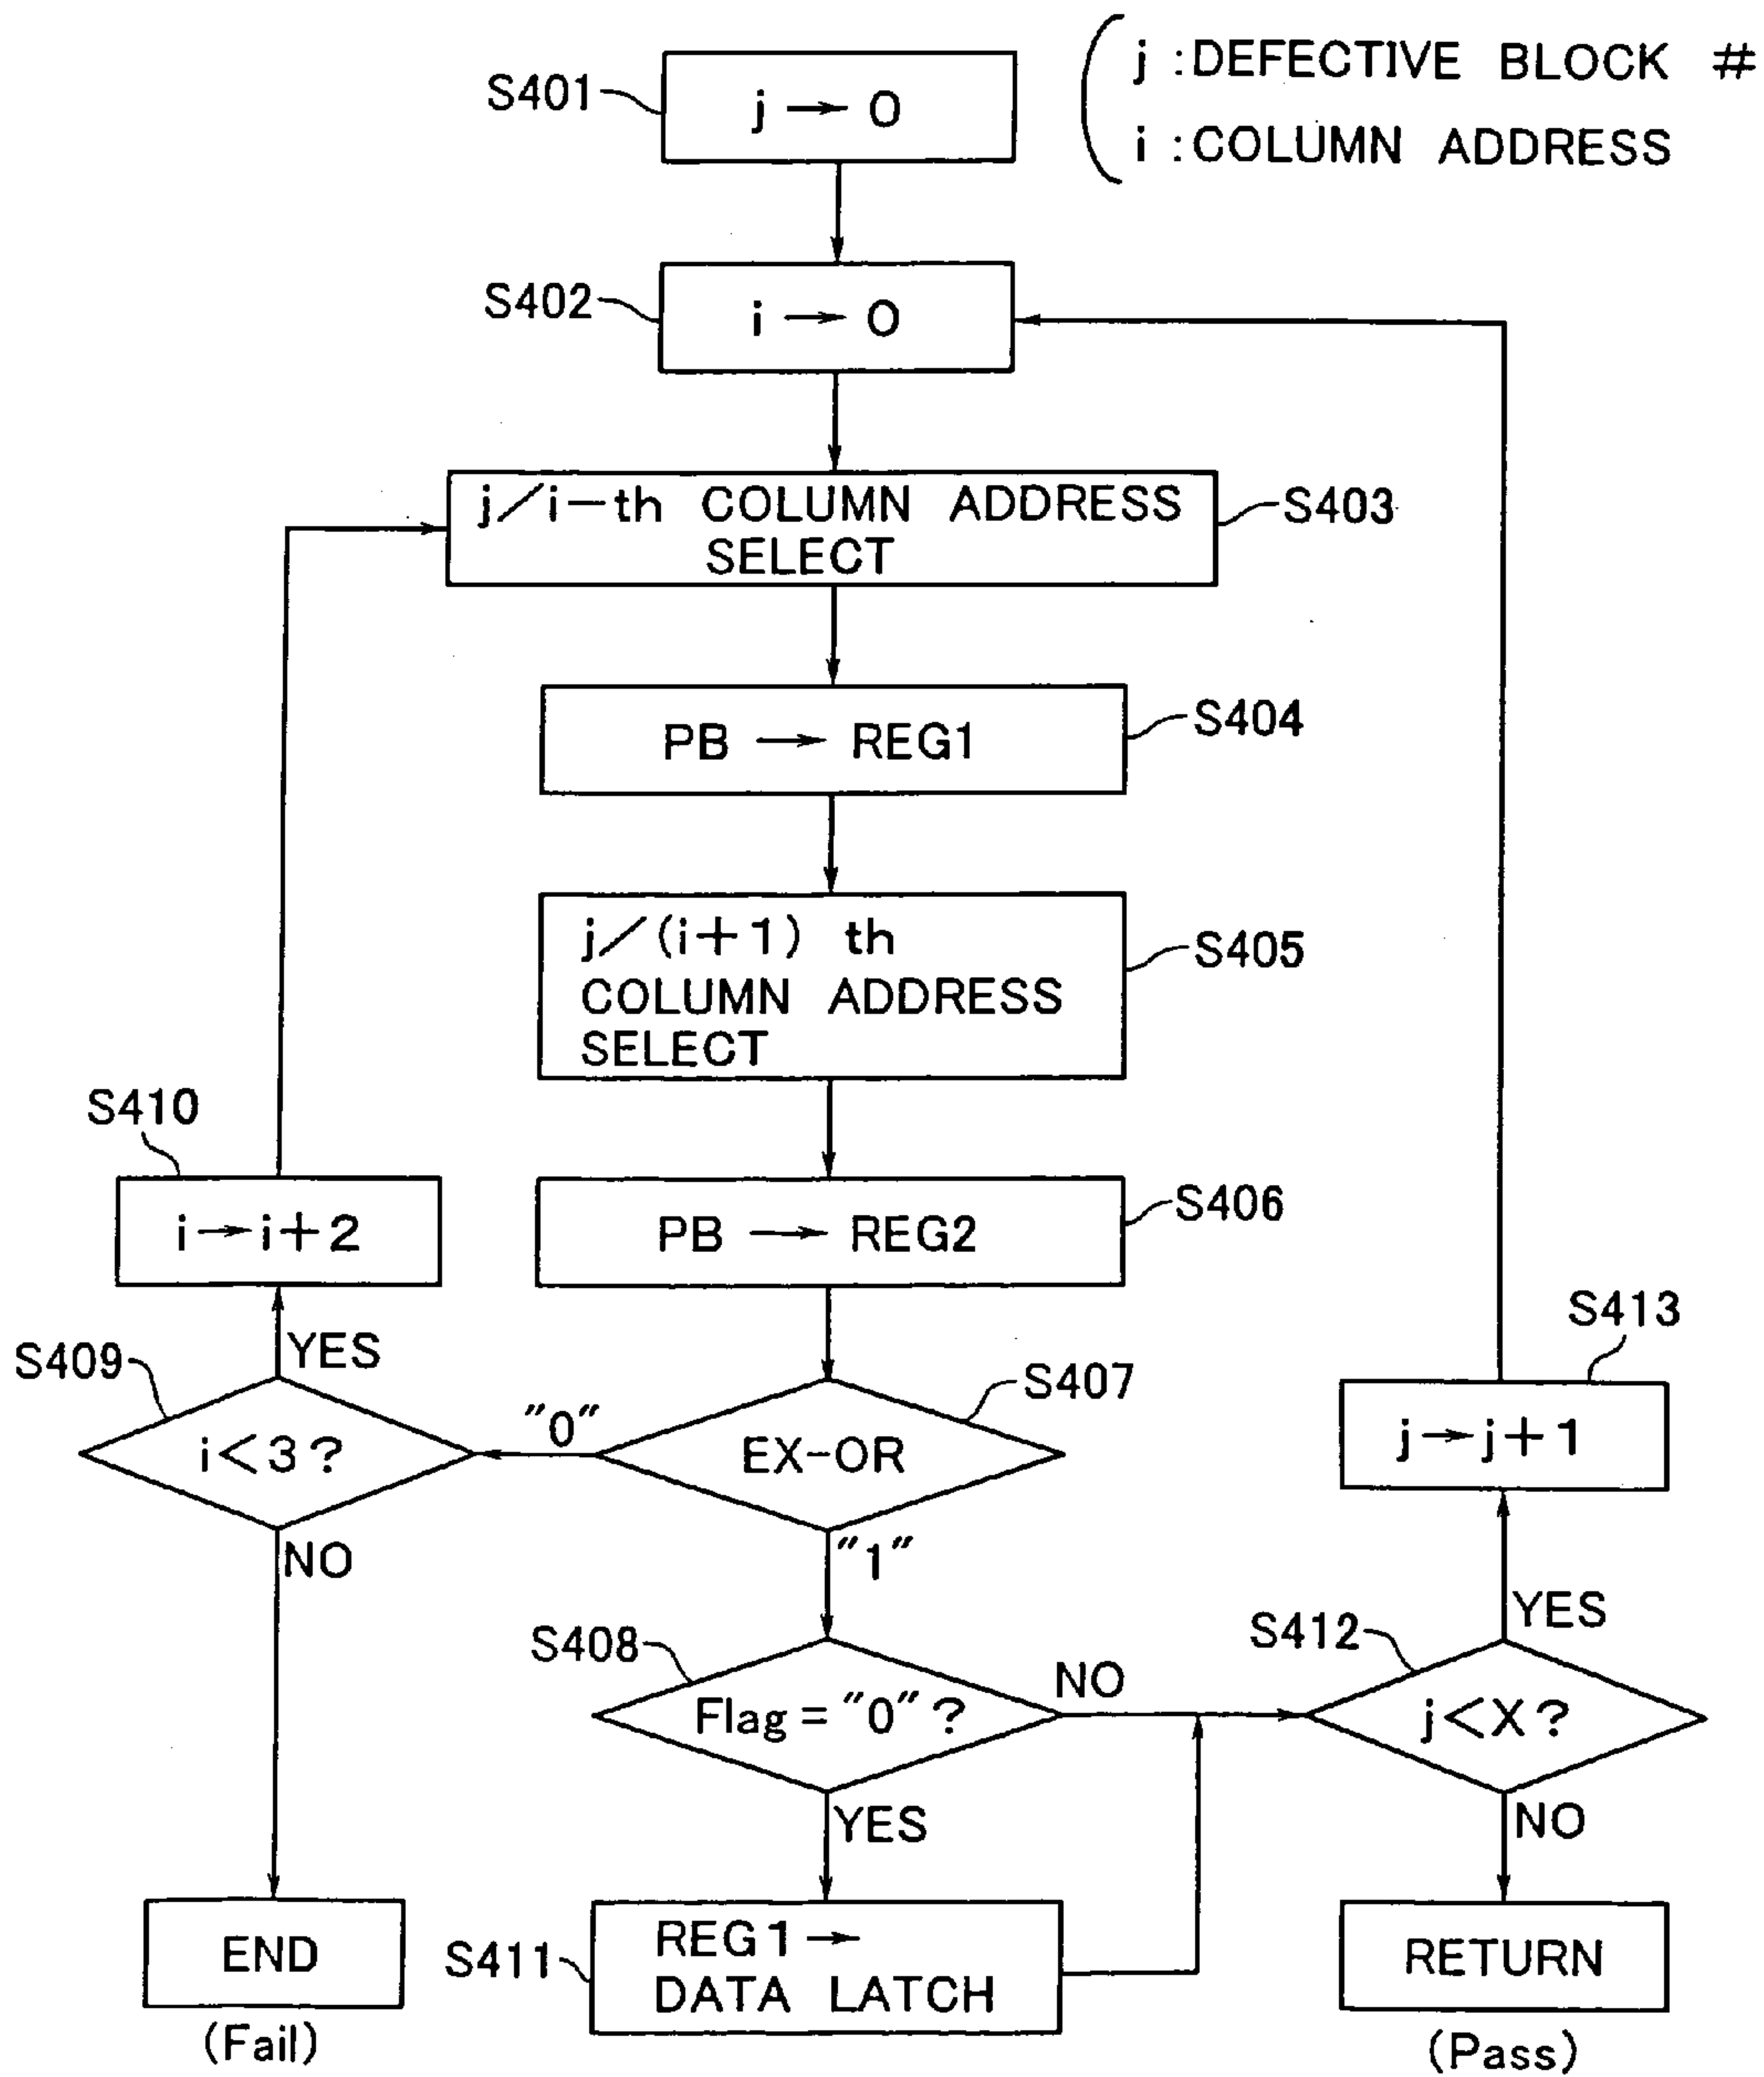 j :DEFECTIVE BLOCK #
i :COLUMN ADDRESS
S401
j → 0
S402
i → 0
j/i-th COLUMN ADDRESS
SELECT
S403
PB → REG1
S404
j/(i+1) th
COLUMN ADDRESS
SELECT
S405
S410
i→i+2
PB → REG2
S406
S409
YES
i<3?
NO
"0"
EX-OR
S407
"1"
S413
j→j+1
S408
Flag="0"?
NO
YES
S412
YES
j<X?
NO
END
(Fail)
S411
REG1→
DATA LATCH
RETURN
(Pass)